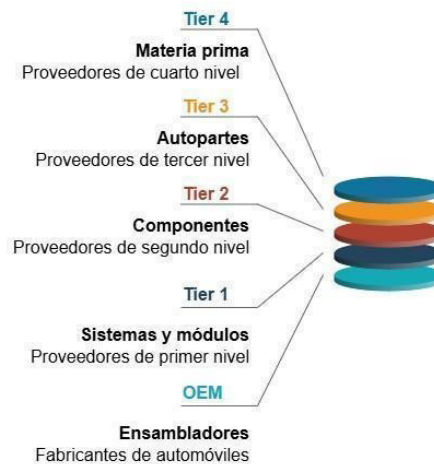 Tier 4
Materia prima
Proveedores de cuarto nivel
Tier 3
Autopartes
Proveedores de tercer nivel
Tier 2
Componentes
Proveedores de segundo nivel
Tier 1
Sistemas y módulos
Proveedores de primer nivel
OEM
Ensambladores
Fabricantes de automóviles